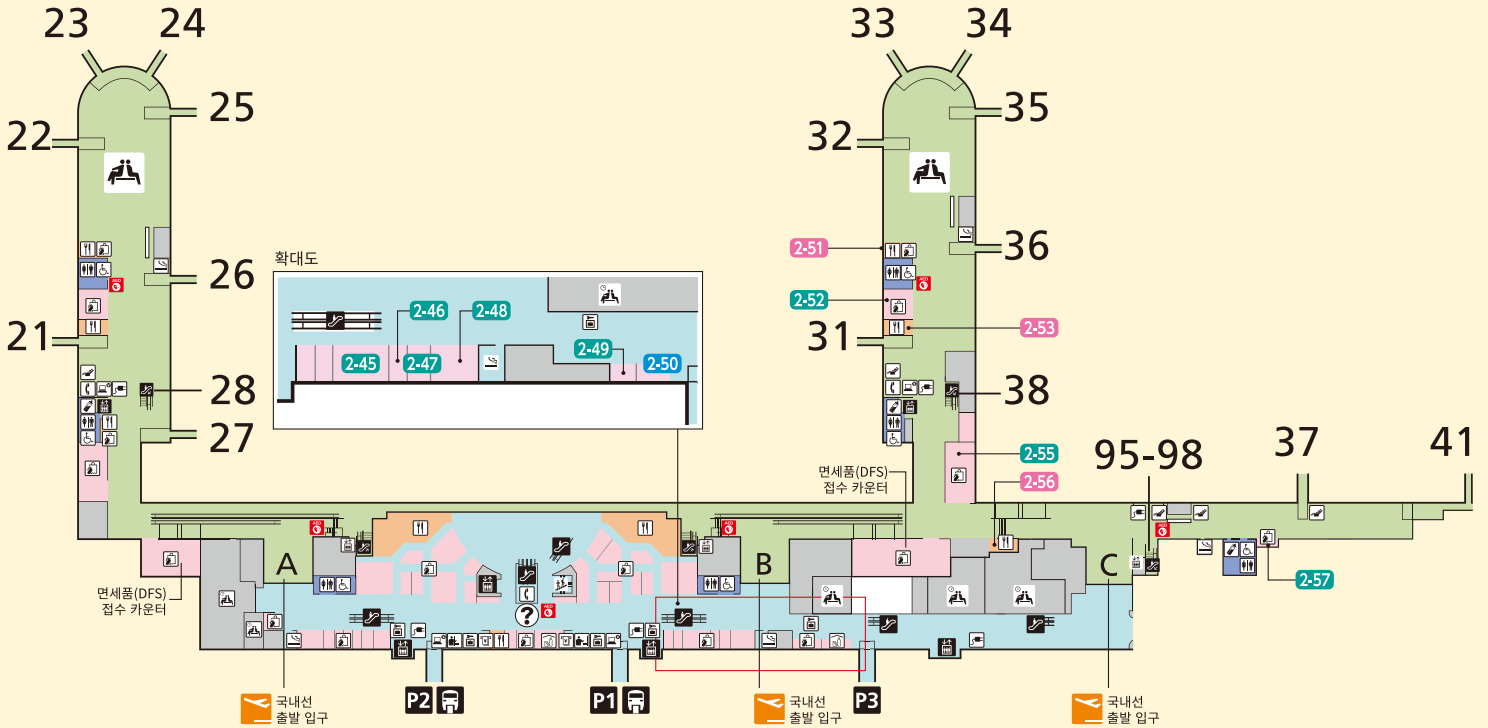 23
24
33
34
25
35
22
32
2-51
36
확대도
26
2-46
2-48
2-52
21
31
2-53
2-49
2-45
2-47
2-50
28
38
27
95-98
37
41
2-55
면세품(DFS)
접수 카운터
2-56
AED
A
B
C
?
2-57
면세품(DFS)
접수 카운터
국내선
출발 입구
P2
P1
국내선
출발 입구
P3
국내선
출발 입구